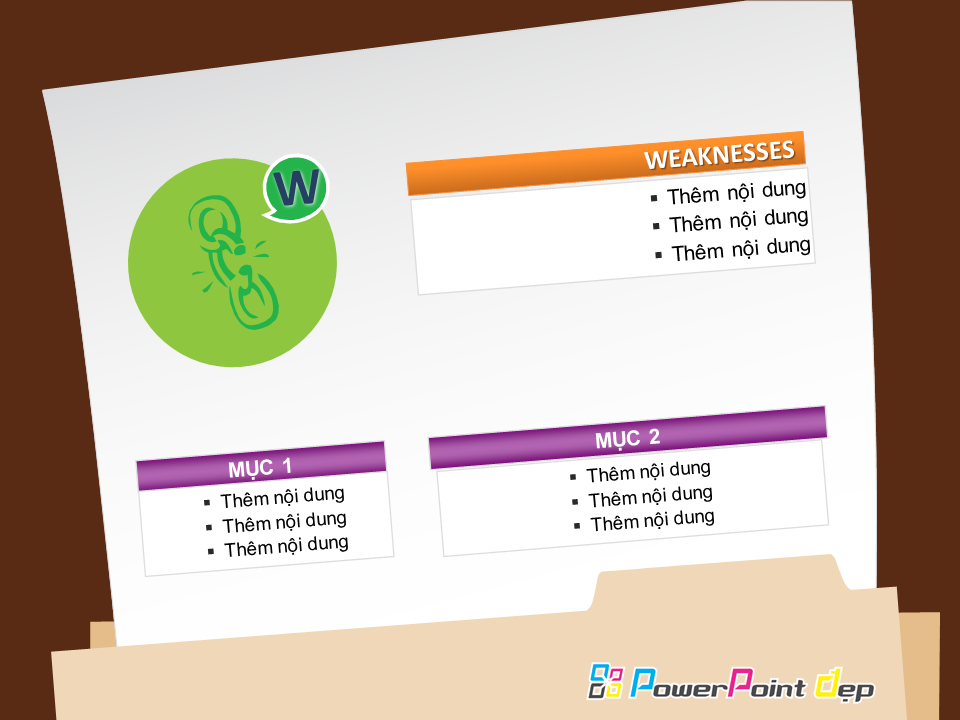 W
WEAKNESSES
▪ Thêm nội dung
▪ Thêm nội dung
▪ Thêm nội dung
MỤC 1
▪ Thêm nội dung
▪ Thêm nội dung
▪ Thêm nội dung
MỤC 2
▪ Thêm nội dung
▪ Thêm nội dung
▪ Thêm nội dung
PowerPoint đẹp